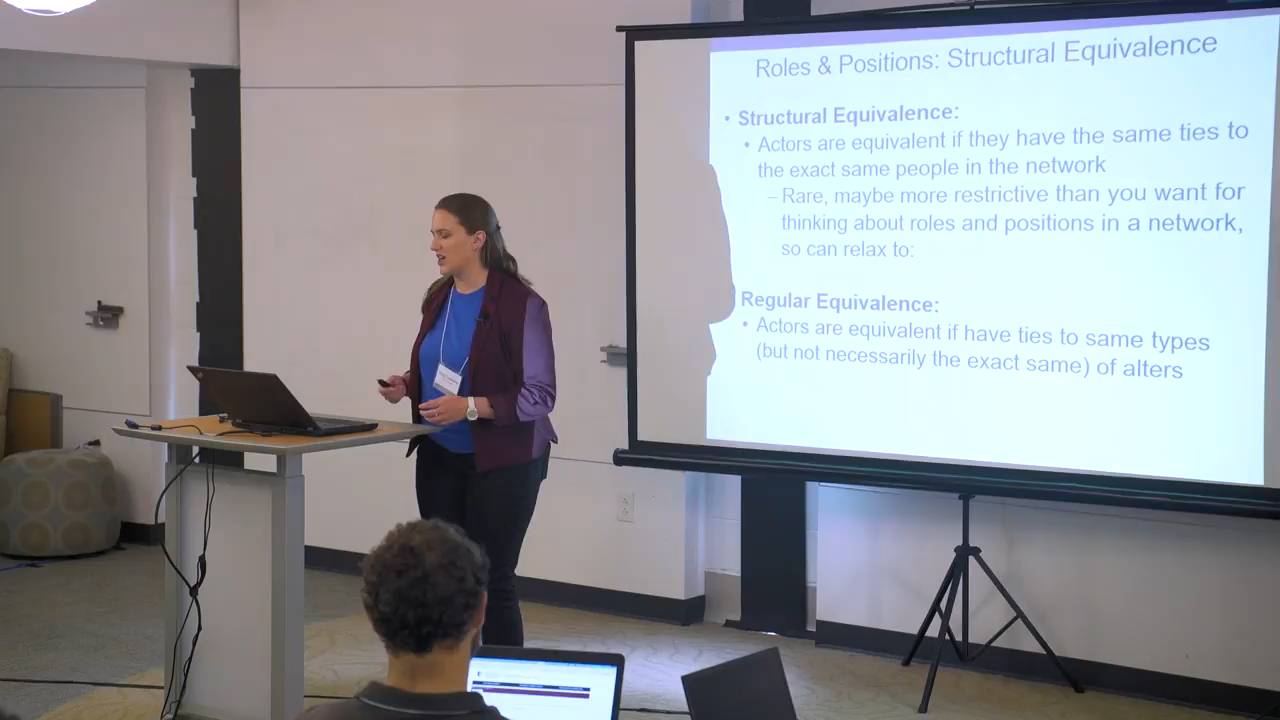 Roles & Positions: Structural Equivalence
• Structural Equivalence:
• Actors are equivalent if they have the same ties to
the exact same people in the network
– Rare, maybe more restrictive than you want for
thinking about roles and positions in a network,
so can relax to:
Regular Equivalence:
• Actors are equivalent if have ties to same types
(but not necessarily the exact same) of alters